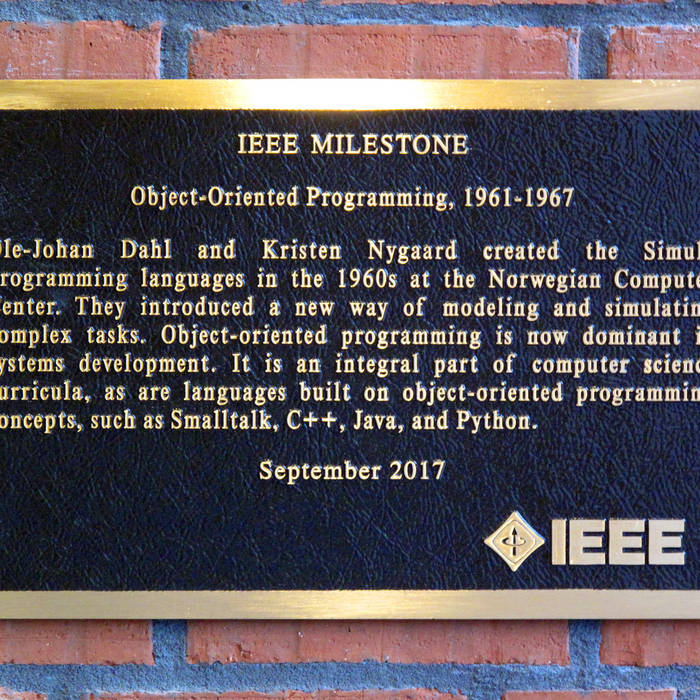 IEEE MILESTONE
Object-Oriented Programming, 1961-1967
le-Johan Dahl and Kristen Nygaard created the Simul
rogramming languages in the 1960s at the Norwegian Compute
enter. They introduced a new way of modeling and simulatin
omplex tasks. Object-oriented programming is now dominant i
ystems development. It is an integral part of computer scienc
urricula, as are languages built on object-oriented programmin
oncepts, such as Smalltalk, C++, Java, and Python.
September 2017
IEEE